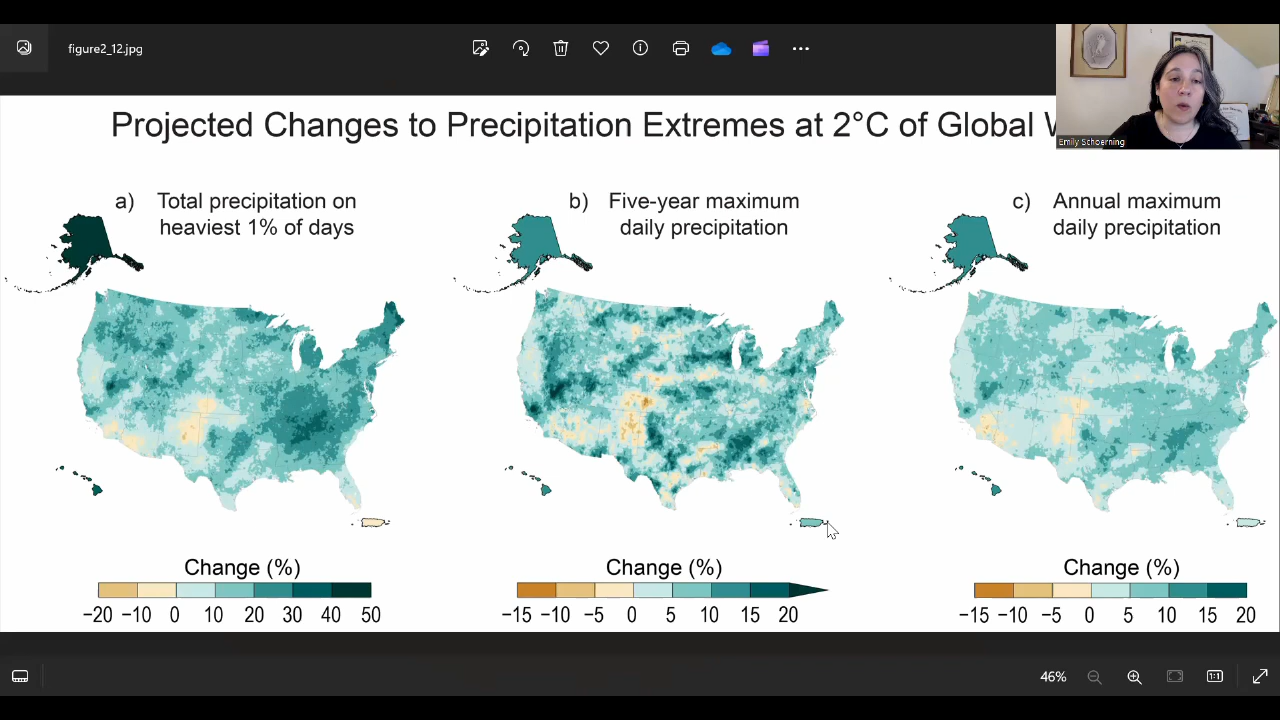 figure2_12.jpg
Emily Schoerning
Projected Changes to Precipitation Extremes at 2°C of Global
a) Total precipitation on
heaviest 1% of days
b) Five-year maximum
daily precipitation
c) Annual maximum
daily precipitation
Change (%)
−20 −10 0 10 20 30 40 50
Change (%)
−15 −10 −5 0 5 10 15 20
Change (%)
−15 −10 −5 0 5 10 15 20
46%
1:1